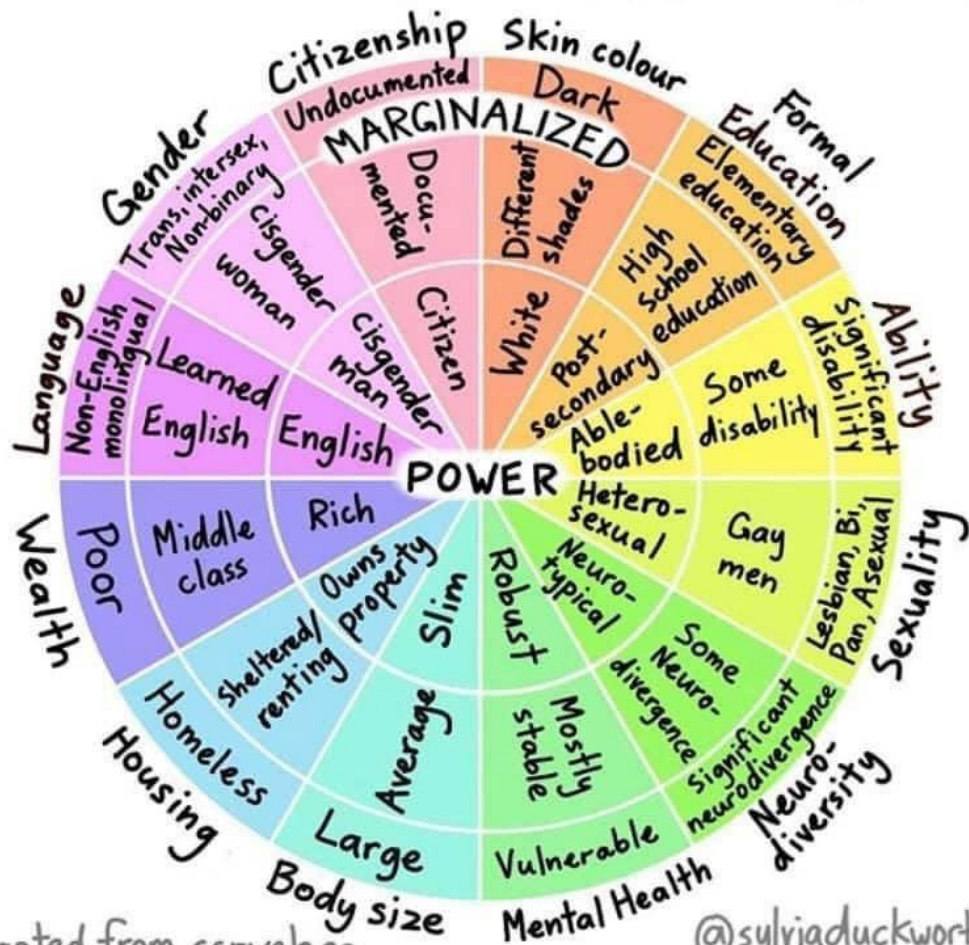 Citizenship
Undocumented
Docu-
mented
Citizen
Skin colour
Dark
Different
shades
White
Formal
Education
Elementary
education
High
School
education
Post-
secondary
Ability
Significant
disability
Some
disability
Able-
bodied
Sexuality
Lesbian, Bi,
Pan, Asexual
Gay
men
Hetero-
sexual
Neuro-
diversity
Significant
neurodivergence
Some
Neuro-
divergence
Neuro-
typical
Mental Health
Vulnerable
Mostly
stable
Robust
Body size
Large
Average
Slim
Housing
Homeless
Sheltered/
renting
Owns
property
Wealth
Poor
Middle
class
Rich
Language
Non-English
monolingual
Learned
English
English
Gender
Trans, intersex,
Non-binary
cisgender
woman
cisgender
man
MARGINALIZED
POWER
from
@sylviaduckwor